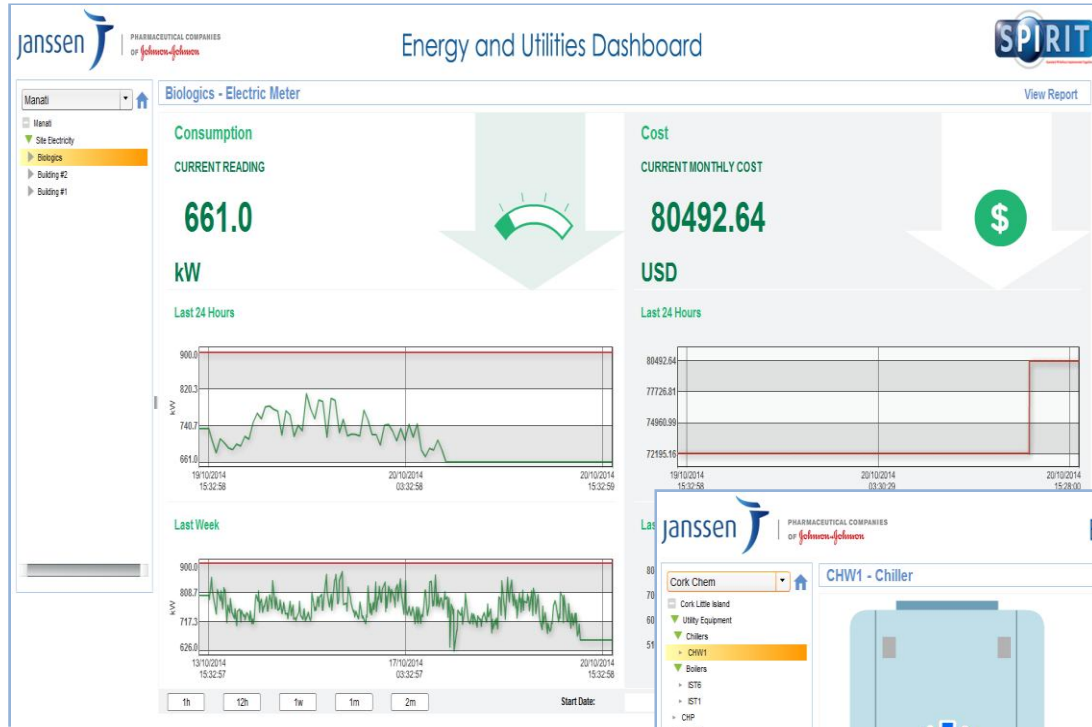 janssen
PHARMACEUTICAL COMPANIES
OF Johnson-Johnson
Energy and Utilities Dashboard
SPIRIT
Manati
Manati
Site Electricity
Biologics
Building #2
Building #1
Biologics - Electric Meter
View Report
Consumption
CURRENT READING
661.0
kW
Cost
CURRENT MONTHLY COST
80492.64
USD
$
Last 24 Hours
900.0
820.3
740.7
661.0
kW
19/10/2014
15:32:58
20/10/2014
03:32:58
20/10/2014
15:32:59
Last 24 Hours
80492.64
77726.81
74960.99
72195.16
19/10/2014
15:32:58
20/10/2014
03:30:29
20/10/2014
15:28:00
Last Week
900.0
808.7
717.3
626.0
kW
13/10/2014
15:32:57
17/10/2014
03:32:57
20/10/2014
15:32:58
1h 12h 1w 1m 2m
Start Date:
Las
80
70
60
51
janssen
PHARMACEUTICAL COMPANIES
OF Johnson-Johnson
Cork Chem
Cork Little Island
Utility Equipment
Chillers
CHW1
Boilers
IST6
IST1
CHP
CHW1 - Chiller